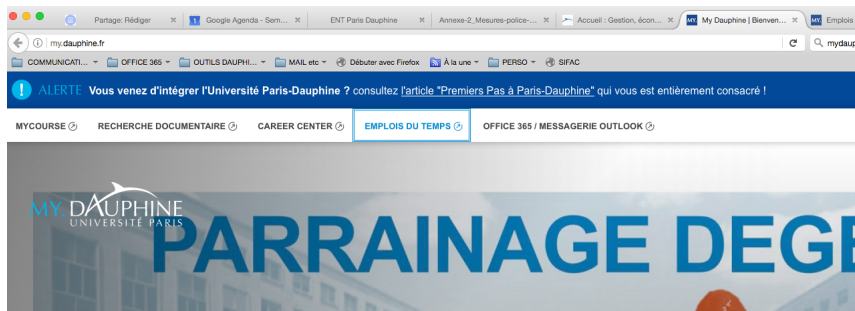 Partage: Rédiger Google Agenda - Sem... ENT Paris Dauphine Annexe-2_Mesures-police-... Accueil : Gestion, écon... MY. My Dauphine | Bienven... MY. Emplois
my.dauphine.fr mydaup
COMMUNICATI... OFFICE 365 OUTILS DAUPHI... MAIL etc Débuter avec Firefox À la une PERSO SIFAC
! ALERTE Vous venez d'intégrer l'Université Paris-Dauphine ? consultez l'article "Premiers Pas à Paris-Dauphine" qui vous est entièrement consacré !
MYCOURSE RECHERCHE DOCUMENTAIRE CAREER CENTER EMPLOIS DU TEMPS OFFICE 365 / MESSAGERIE OUTLOOK
MY. DAUPHINE
UNIVERSITÉ PARIS
PARRAINAGE DEGE